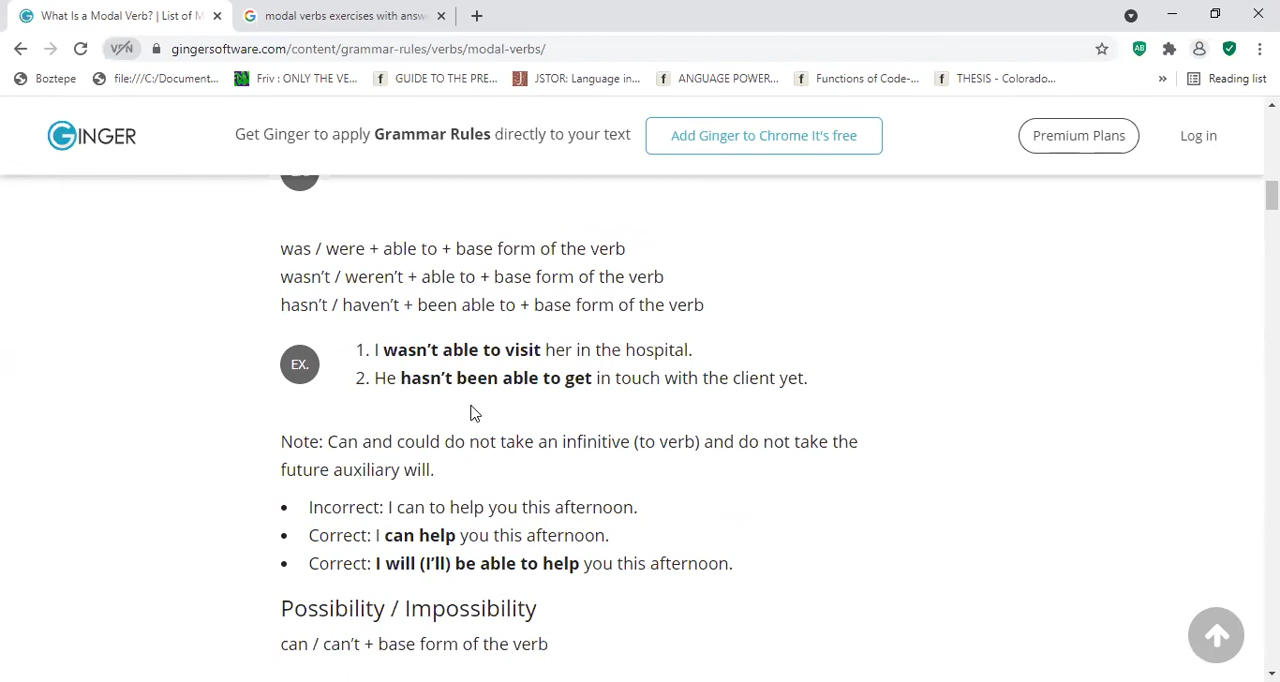 What Is a Modal Verb? | List of M
modal verbs exercises with answe
gingersoftware.com/content/grammar-rules/verbs/modal-verbs/
Boztepe file:///C:/Document... Friv : ONLY THE VE... GUIDE TO THE PRE... JSTOR: Language in... ANGUAGE POWER... Functions of Code-... THESIS - Colorado... » Reading list
GINGER Get Ginger to apply Grammar Rules directly to your text Add Ginger to Chrome It's free Premium Plans Log in
was / were + able to + base form of the verb
wasn’t / weren’t + able to + base form of the verb
hasn’t / haven’t + been able to + base form of the verb
EX.
1. I wasn’t able to visit her in the hospital.
2. He hasn’t been able to get in touch with the client yet.
Note: Can and could do not take an infinitive (to verb) and do not take the
future auxiliary will.
• Incorrect: I can to help you this afternoon.
• Correct: I can help you this afternoon.
• Correct: I will (I’ll) be able to help you this afternoon.
Possibility / Impossibility
can / can’t + base form of the verb